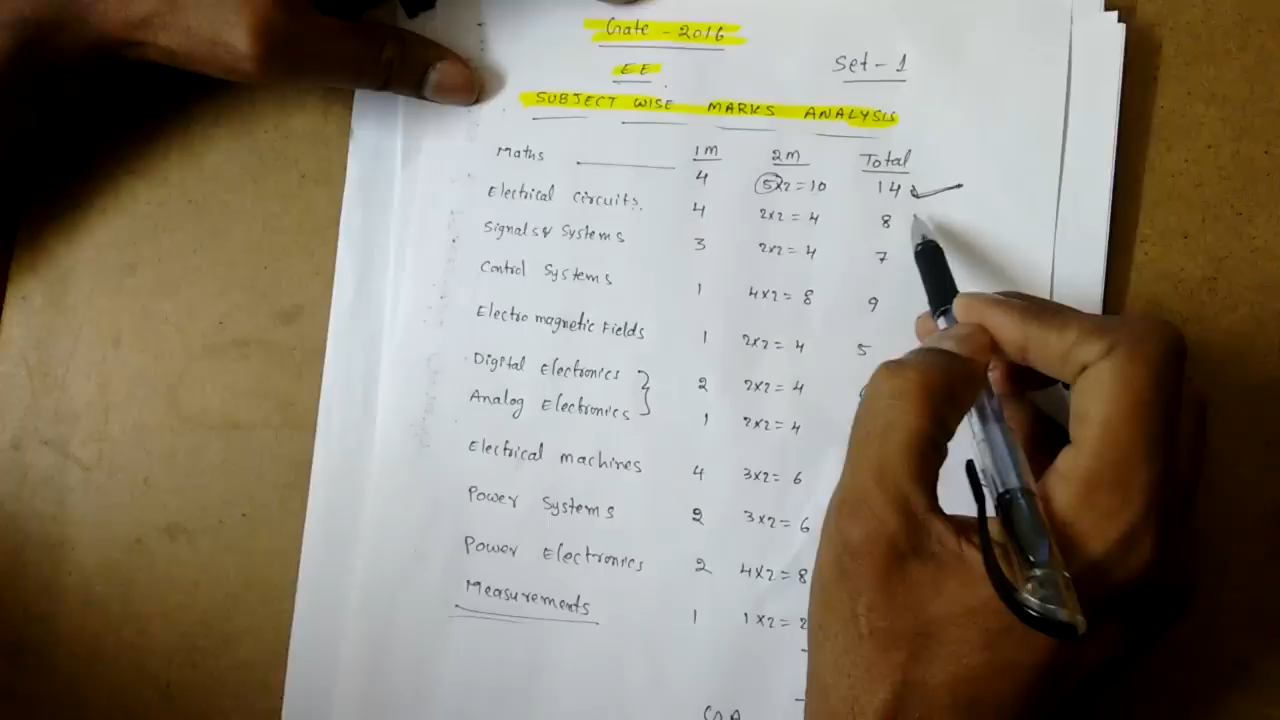 Gate - 2016
EE
Set - 1
SUBJECT WISE MARKS ANALYSIS
1M 2M Total
Maths 4 5x2=10 14
Electrical circuits. 4 2x2=4 8
Signals & Systems 3 2x2=4 7
Control Systems 1 4x2=8 9
Electro magnetic Fields 1 2x2=4 5
Digital Electronics 2 2x2=4
Analog Electronics 1 2x2=4
Electrical machines 4 3x2=6
Power Systems 2 3x2=6
Power Electronics 2 4x2=8
Measurements 1 1x2=2